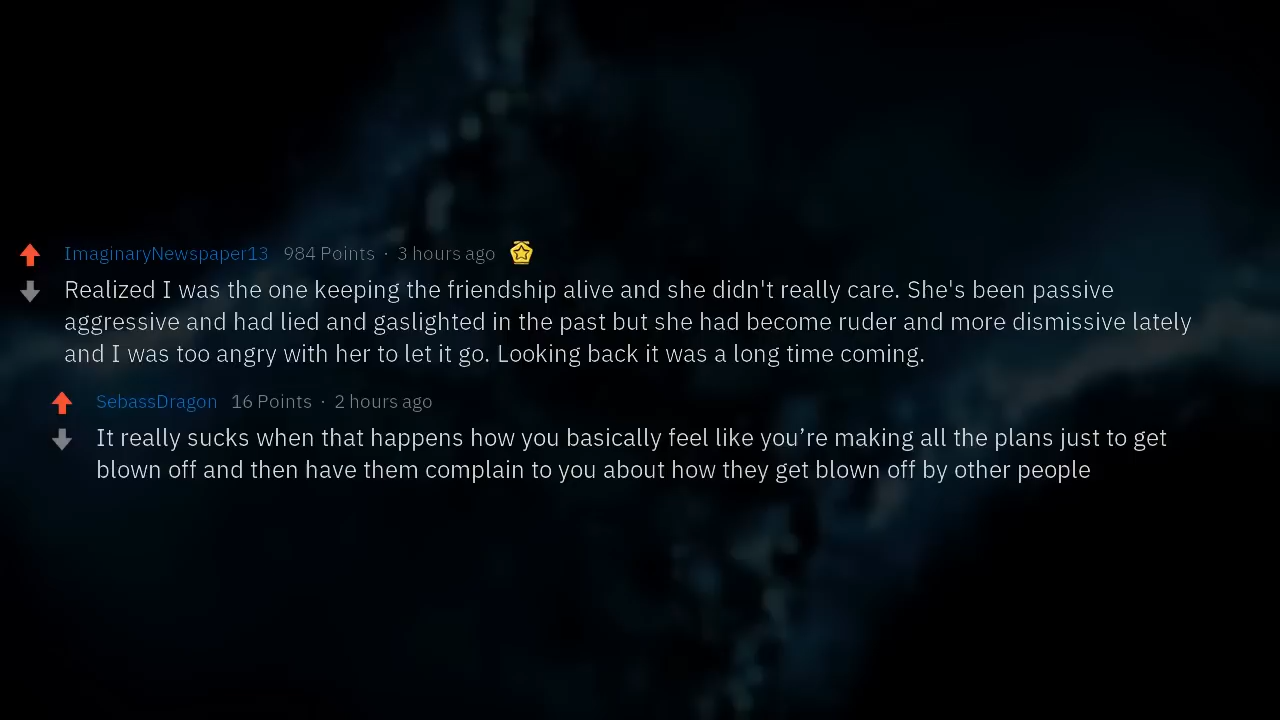 ImaginaryNewspaper13 984 Points · 3 hours ago
Realized I was the one keeping the friendship alive and she didn't really care. She's been passive
aggressive and had lied and gaslighted in the past but she had become ruder and more dismissive lately
and I was too angry with her to let it go. Looking back it was a long time coming.
SebassDragon 16 Points · 2 hours ago
It really sucks when that happens how you basically feel like you’re making all the plans just to get
blown off and then have them complain to you about how they get blown off by other people